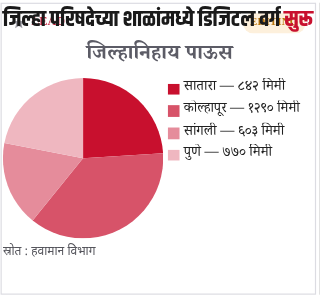 जिल्हा परिषदेच्या शाळांमध्ये डिजिटल वर्ग सुरू
जिल्हानिहाय पाऊस
सातारा — ८४२ मिमी
कोल्हापूर — १२९० मिमी
सांगली — ६०३ मिमी
पुणे — ७७० मिमी
स्रोत : हवामान विभाग